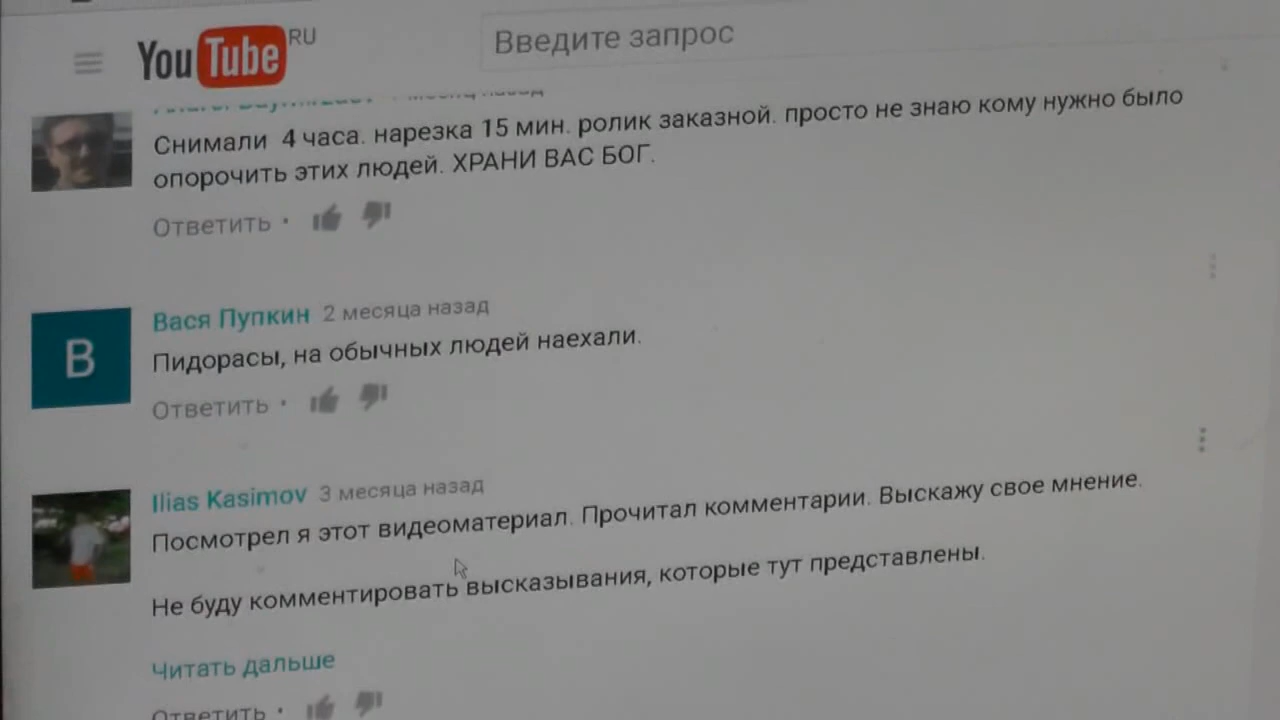 YouTube RU
Введите запрос
Снимали 4 часа. нарезка 15 мин. ролик заказной. просто не знаю кому нужно было
опорочить этих людей. ХРАНИ ВАС БОГ.
Ответить •
В
Вася Пупкин 2 месяца назад
Пидорасы, на обычных людей наехали.
Ответить •
Ilias Kasimov 3 месяца назад
Посмотрел я этот видеоматериал. Прочитал комментарии. Выскажу свое мнение.
Не буду комментировать высказывания, которые тут представлены.
Читать дальше
Ответить •